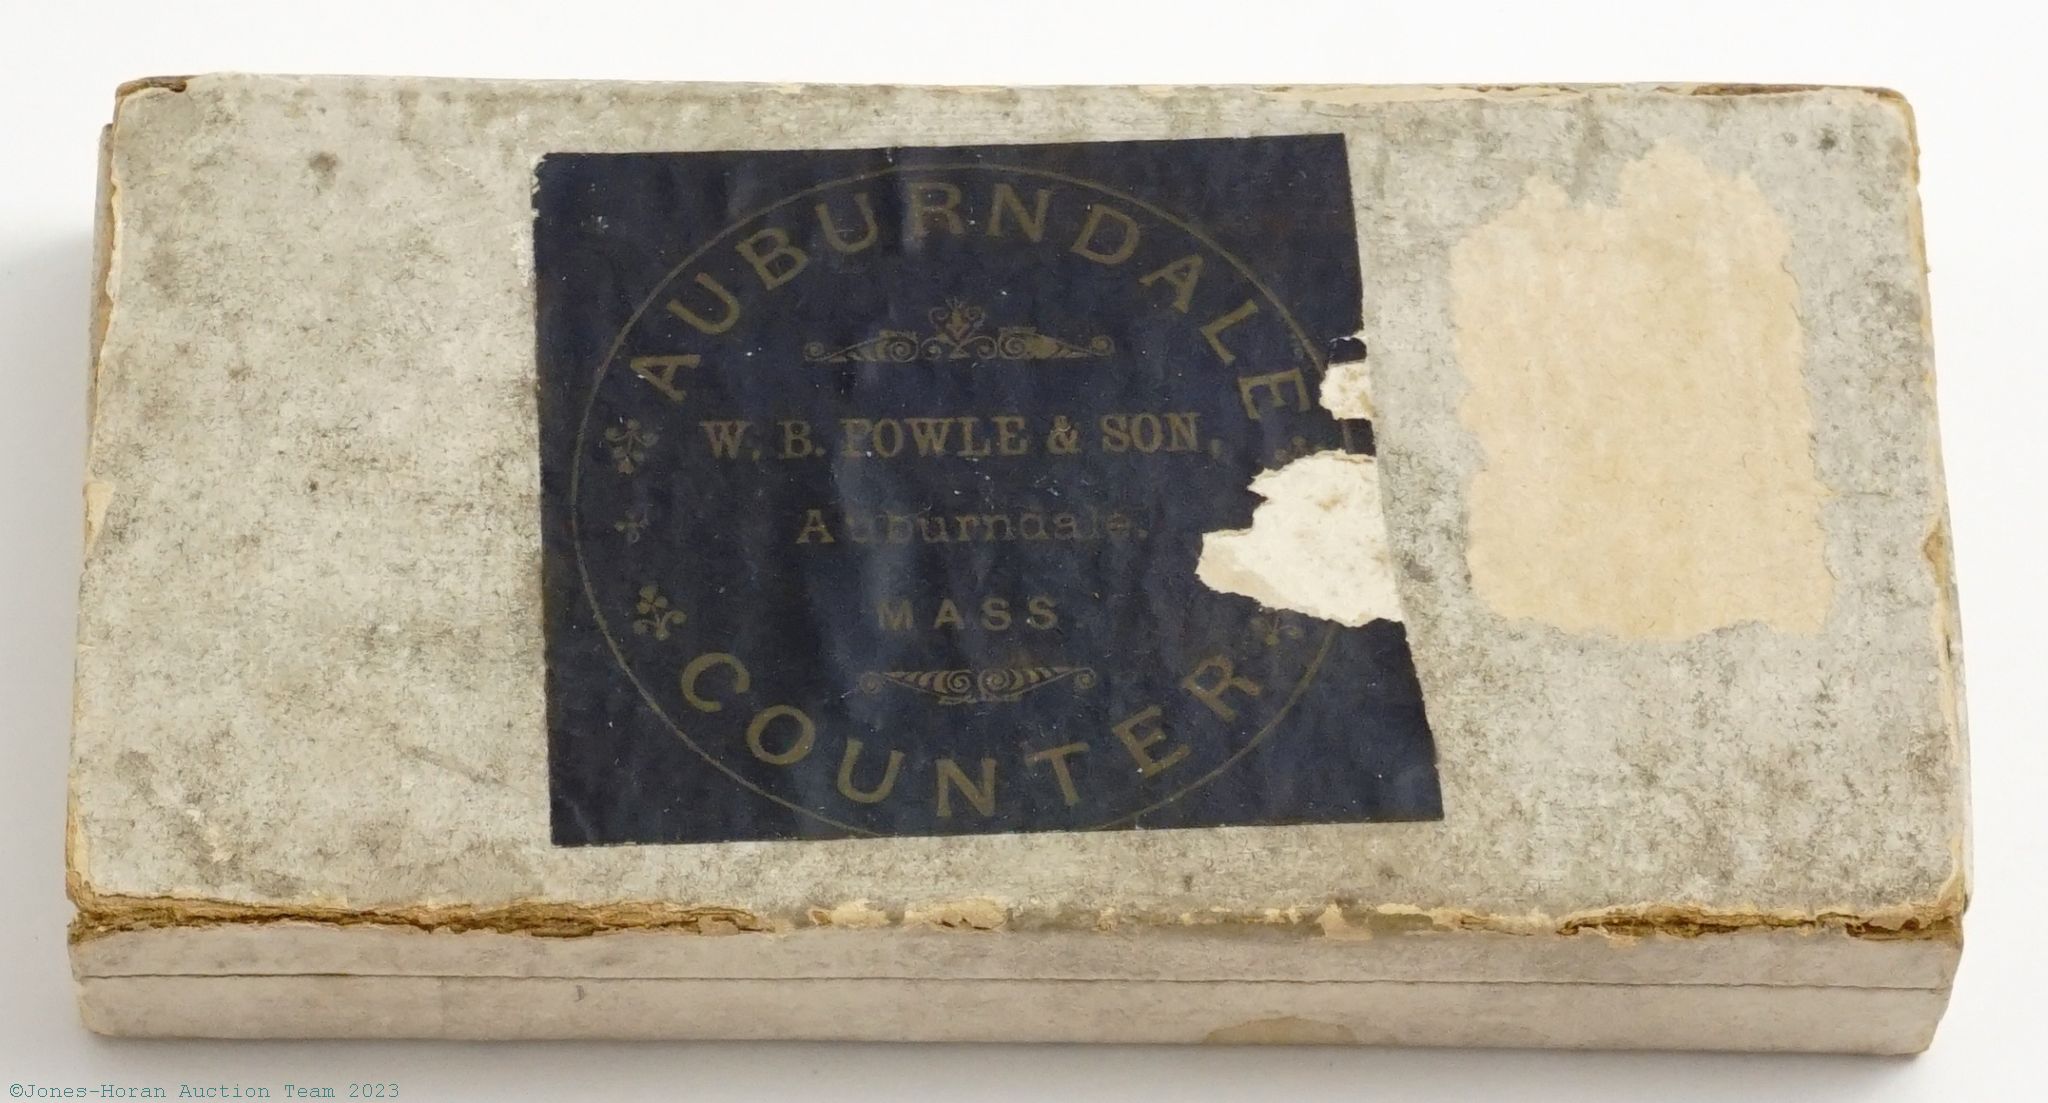 AUBURNDALE
W. B. FOWLE & SON,
Auburndale.
MASS.
COUNTER
©Jones-Horan Auction Team 2023